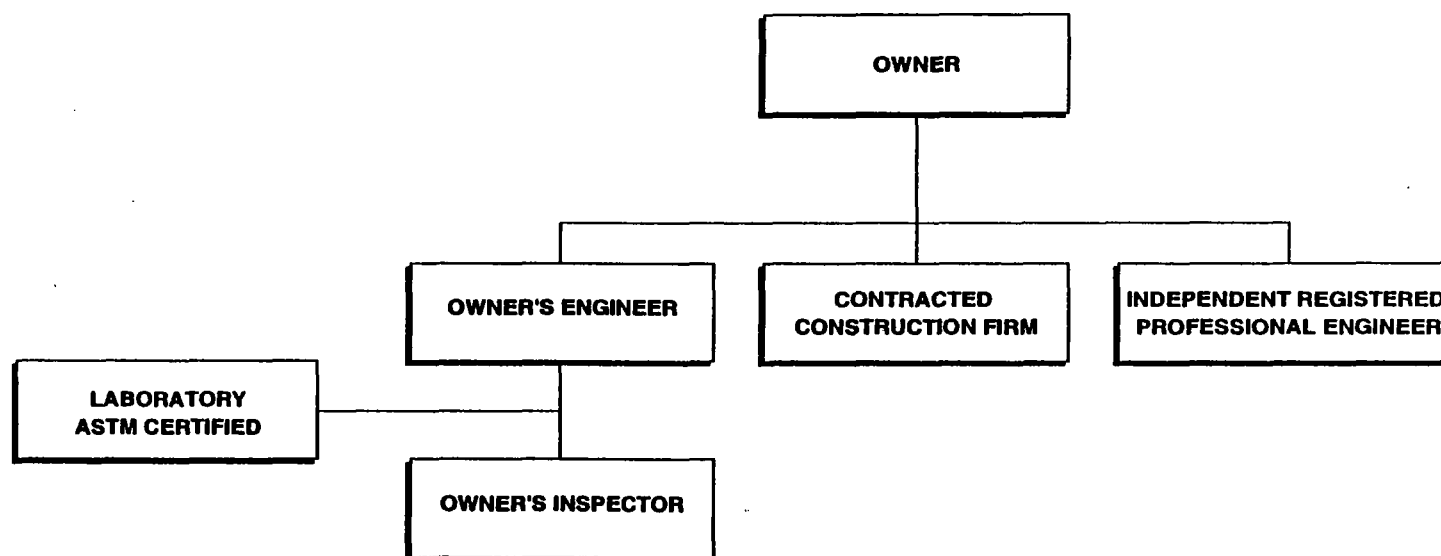 OWNER
OWNER'S ENGINEER
CONTRACTED
CONSTRUCTION FIRM
INDEPENDENT REGISTERED
PROFESSIONAL ENGINEER
LABORATORY
ASTM CERTIFIED
OWNER'S INSPECTOR